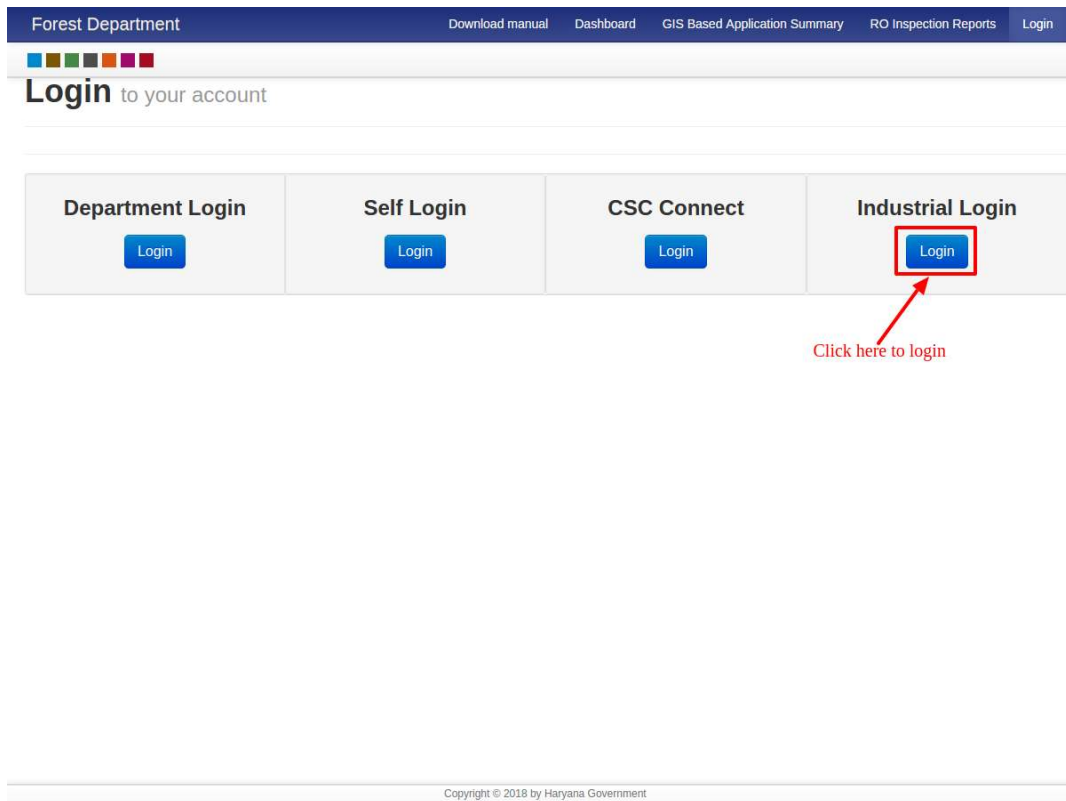 Forest Department Download manual Dashboard GIS Based Application Summary RO Inspection Reports Login
Login to your account
Department Login Self Login CSC Connect Industrial Login
Login Login Login Login
Click here to login
Copyright © 2018 by Haryana Government